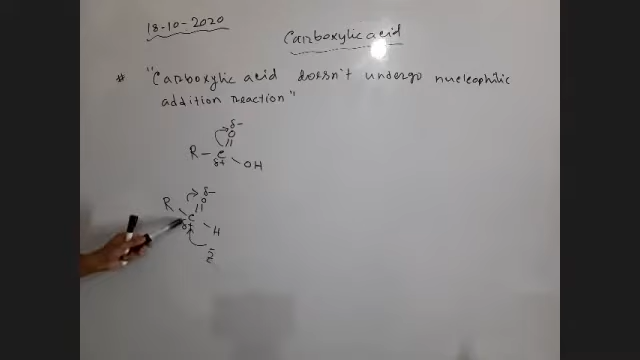 18-10-2020
Carboxylic acid
# "Carboxylic acid doesn't undergo nucleophilic
addition reaction"
δ-
O
R - C
δ+
OH
δ-
R
O
C
δ+
H